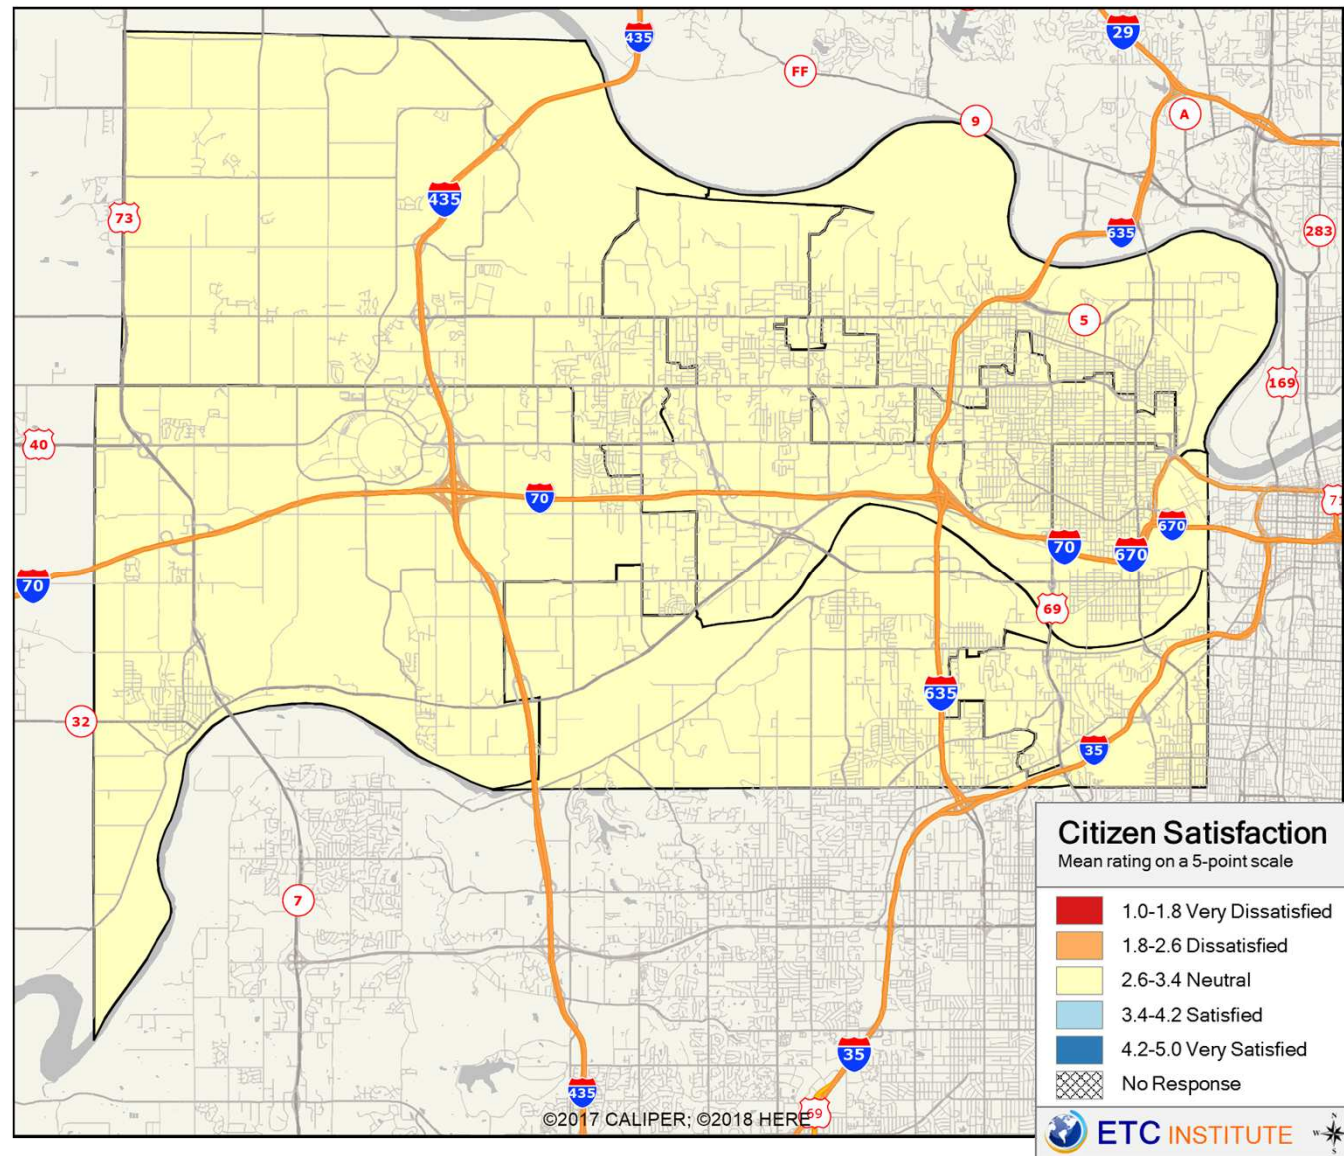 435
29
FF
A
9
435
73
635
283
5
169
40
70
70
670
70
670
69
635
32
35
7
35
435
69
©2017 CALIPER; ©2018 HERE
Citizen Satisfaction
Mean rating on a 5-point scale
1.0-1.8 Very Dissatisfied
1.8-2.6 Dissatisfied
2.6-3.4 Neutral
3.4-4.2 Satisfied
4.2-5.0 Very Satisfied
No Response
ETC INSTITUTE
N
W
S